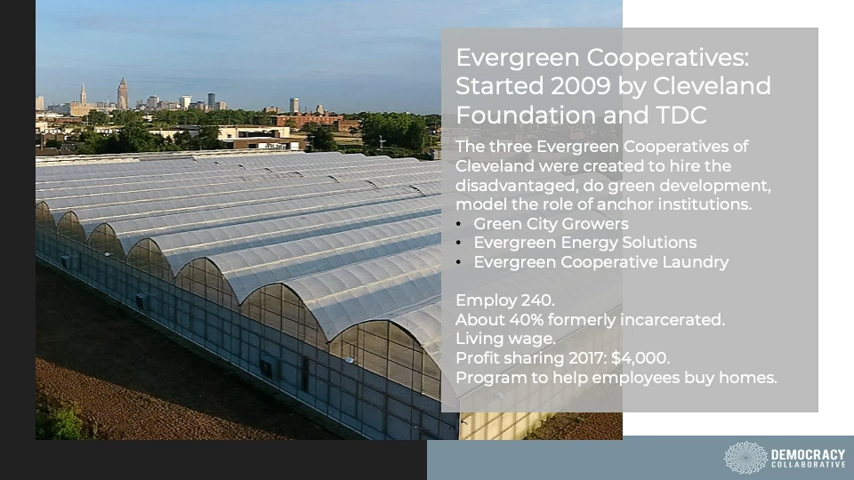 Evergreen Cooperatives:
Started 2009 by Cleveland
Foundation and TDC
The three Evergreen Cooperatives of
Cleveland were created to hire the
disadvantaged, do green development,
model the role of anchor institutions.
• Green City Growers
• Evergreen Energy Solutions
• Evergreen Cooperative Laundry
Employ 240.
About 40% formerly incarcerated.
Living wage.
Profit sharing 2017: $4,000.
Program to help employees buy homes.
DEMOCRACY
COLLABORATIVE